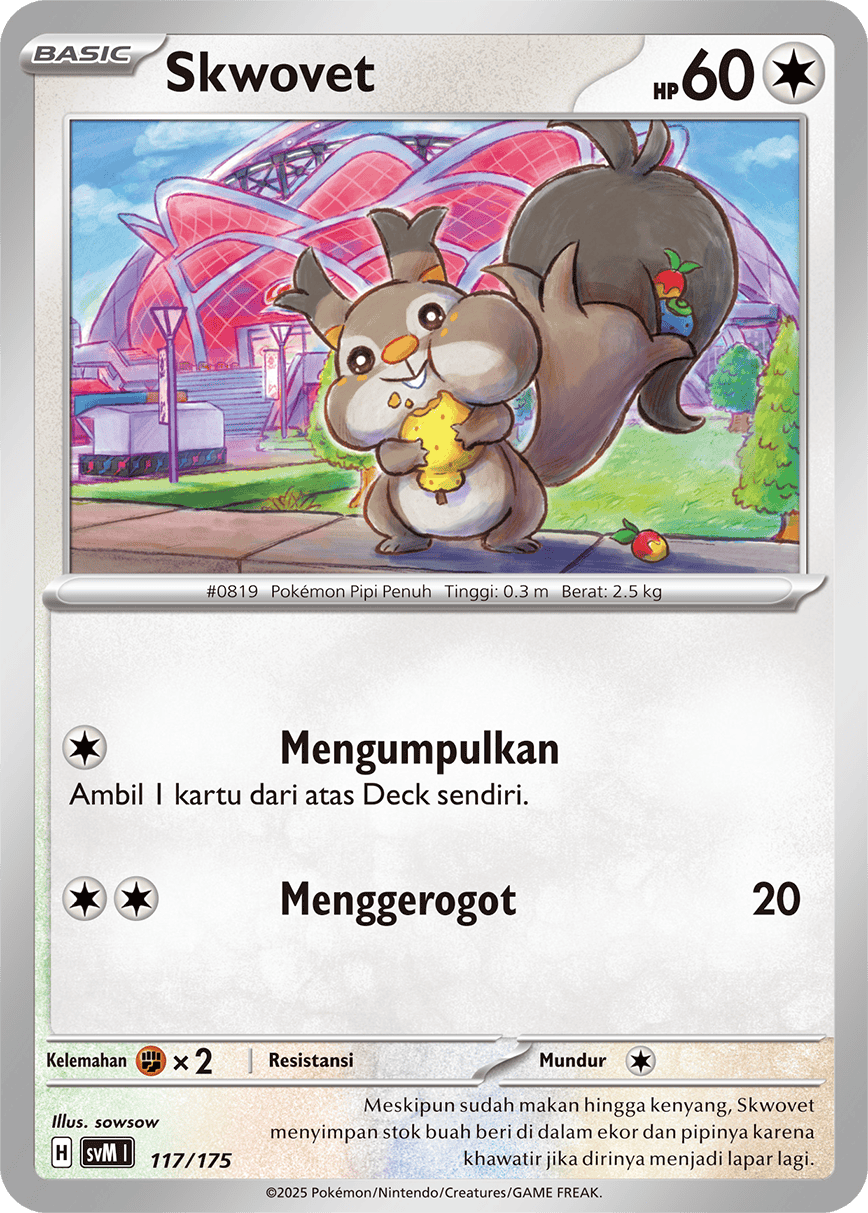 BASIC
Skwovet
HP 60
#0819 Pokémon Pipi Penuh Tinggi: 0.3 m Berat: 2.5 kg
Mengumpulkan
Ambil 1 kartu dari atas Deck sendiri.
Menggerogot 20
Kelemahan ×2 Resistansi Mundur
Illus. sowsow
Meskipun sudah makan hingga kenyang, Skwovet
menyimpan stok buah beri di dalam ekor dan pipinya karena
khawatir jika dirinya menjadi lapar lagi.
H svM I 117/175
©2025 Pokémon/Nintendo/Creatures/GAME FREAK.